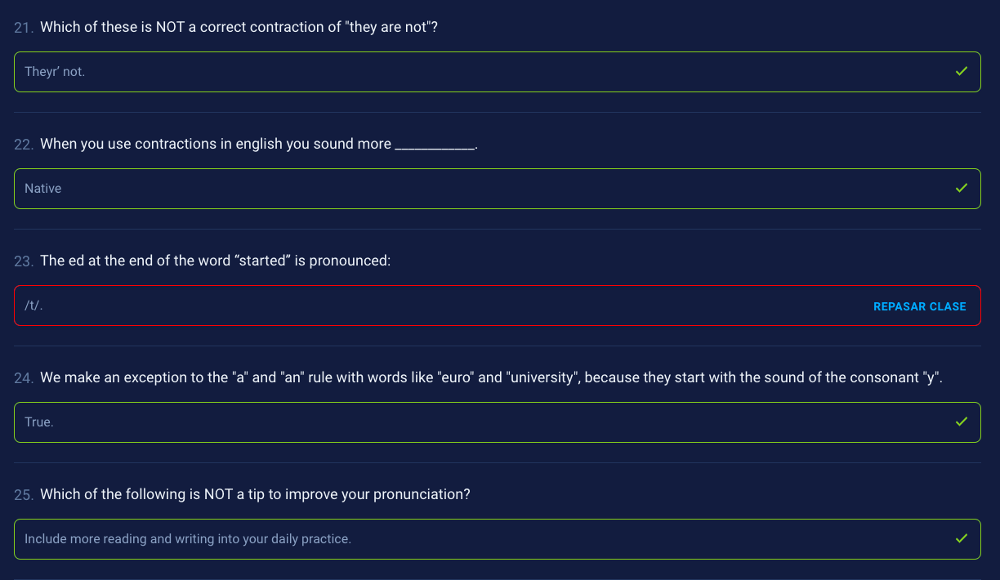 21. Which of these is NOT a correct contraction of "they are not"?
Theyr’ not.
22. When you use contractions in english you sound more ____________.
Native
23. The ed at the end of the word “started” is pronounced:
/t/.
REPASAR CLASE
24. We make an exception to the "a" and "an" rule with words like "euro" and "university", because they start with the sound of the consonant "y".
True.
25. Which of the following is NOT a tip to improve your pronunciation?
Include more reading and writing into your daily practice.